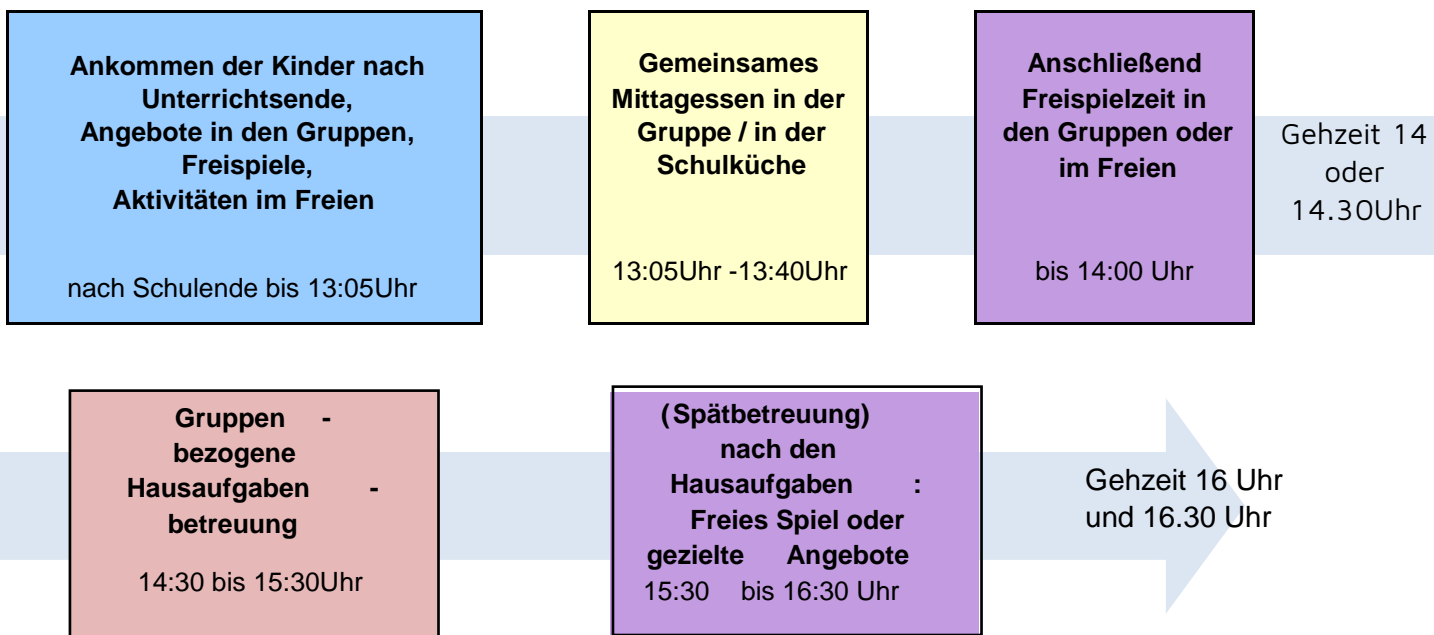 Ankommen der Kinder nach
Unterrichtsende,
Angebote in den Gruppen,
Freispiele,
Aktivitäten im Freien
nach Schulende bis 13:05Uhr
Gemeinsames
Mittagessen in der
Gruppe / in der
Schulküche
13:05Uhr -13:40Uhr
Anschließend
Freispielzeit in
den Gruppen oder
im Freien
bis 14:00 Uhr
Gehzeit 14
oder
14.30Uhr
Gruppen -
bezogene
Hausaufgaben -
betreuung
14:30 bis 15:30Uhr
(Spätbetreuung)
nach den
Hausaufgaben :
Freies Spiel oder
gezielte Angebote
15:30 bis 16:30 Uhr
Gehzeit 16 Uhr
und 16.30 Uhr